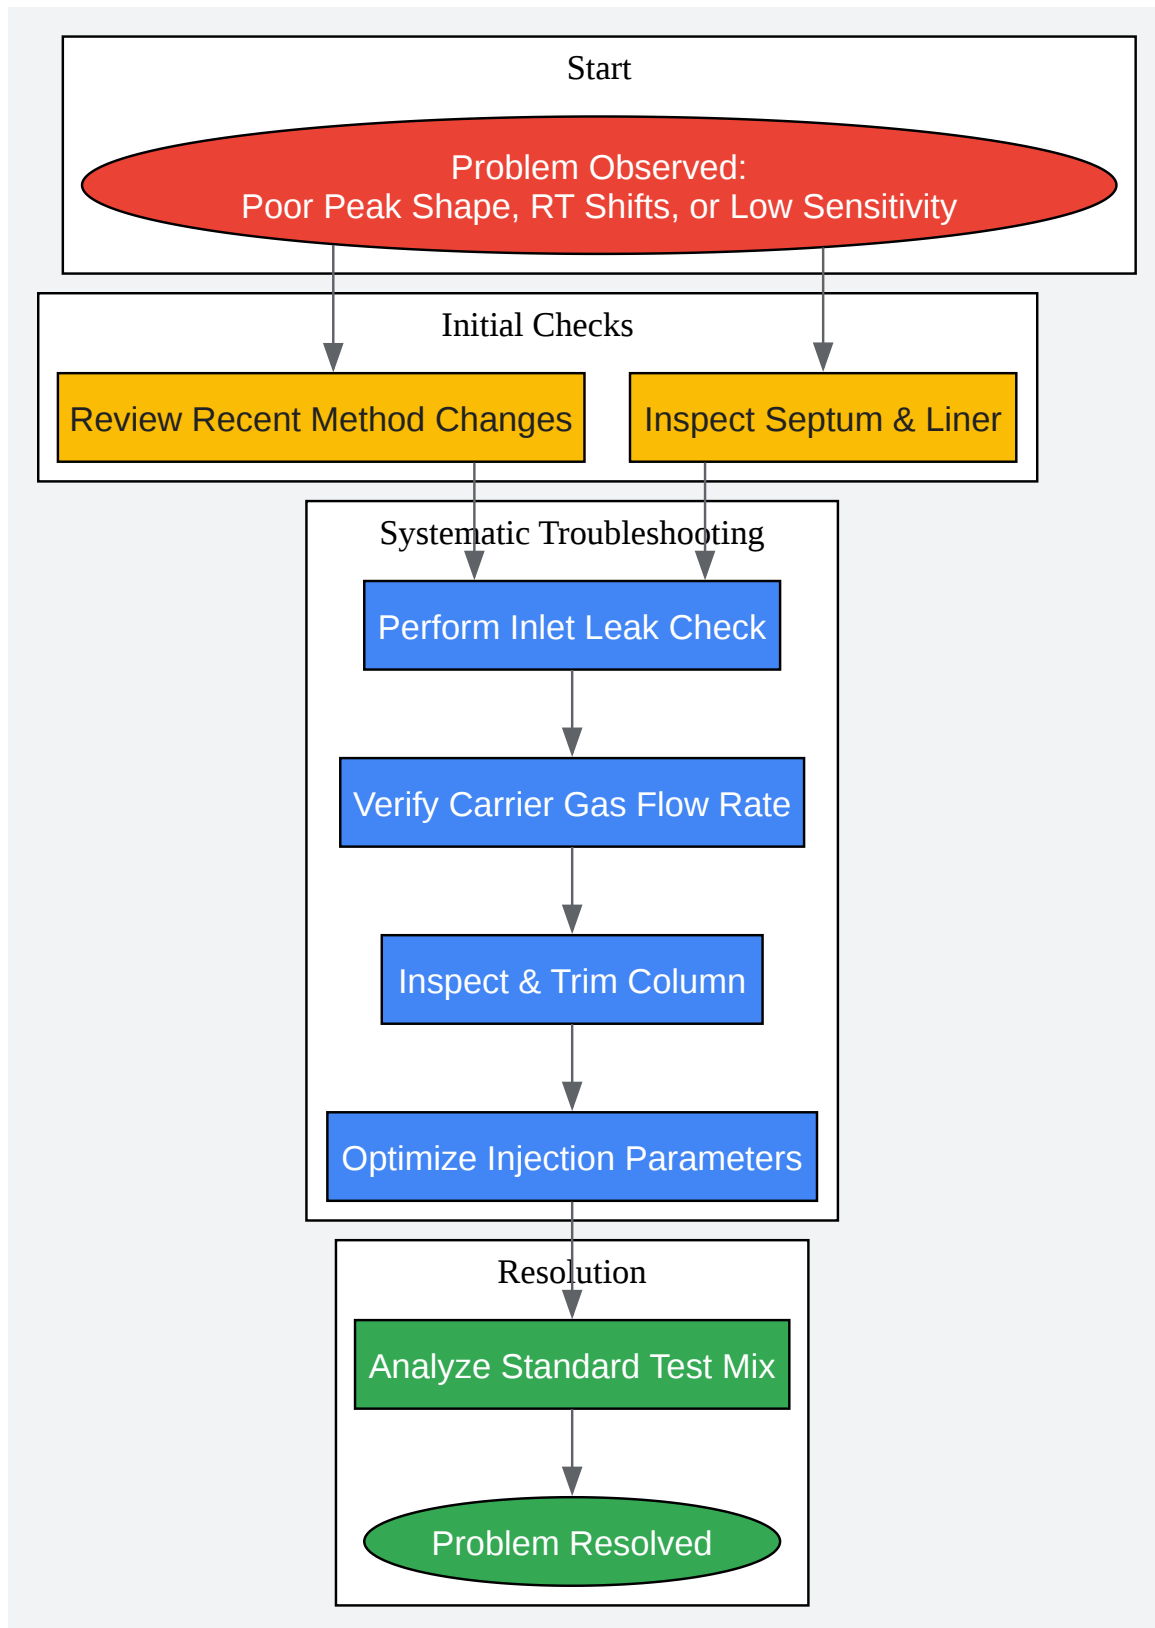 Start
Problem Observed:
Poor Peak Shape, RT Shifts, or Low Sensitivity
Initial Checks
Review Recent Method Changes
Inspect Septum & Liner
Systematic Troubleshooting
Perform Inlet Leak Check
Verify Carrier Gas Flow Rate
Inspect & Trim Column
Optimize Injection Parameters
Resolution
Analyze Standard Test Mix
Problem Resolved